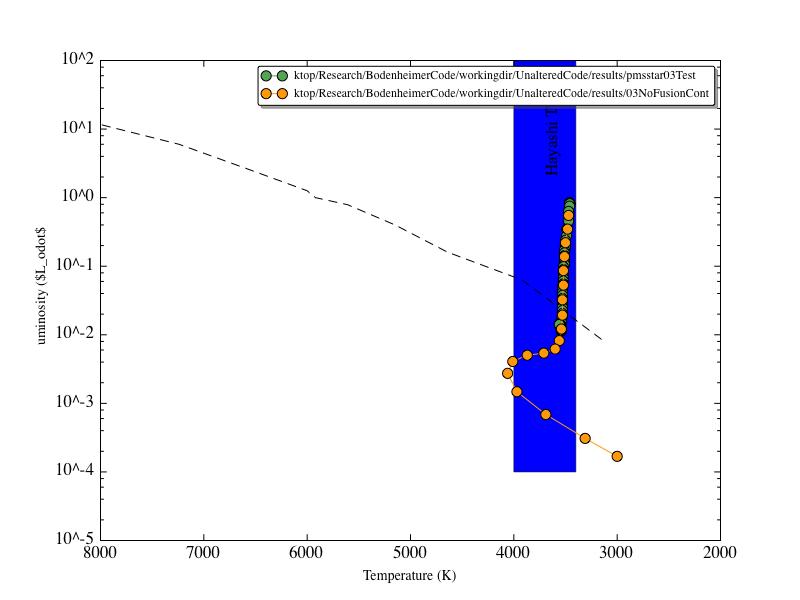 10^2
ktop/Research/BodenheimerCode/workingdir/UnalteredCode/results/pmsstar03Test
ktop/Research/BodenheimerCode/workingdir/UnalteredCode/results/03NoFusionCont
10^1
Hayashi T
10^0
10^-1
uminosity ($L_odot$
10^-2
10^-3
10^-4
10^-5
8000 7000 6000 5000 4000 3000 2000
Temperature (K)